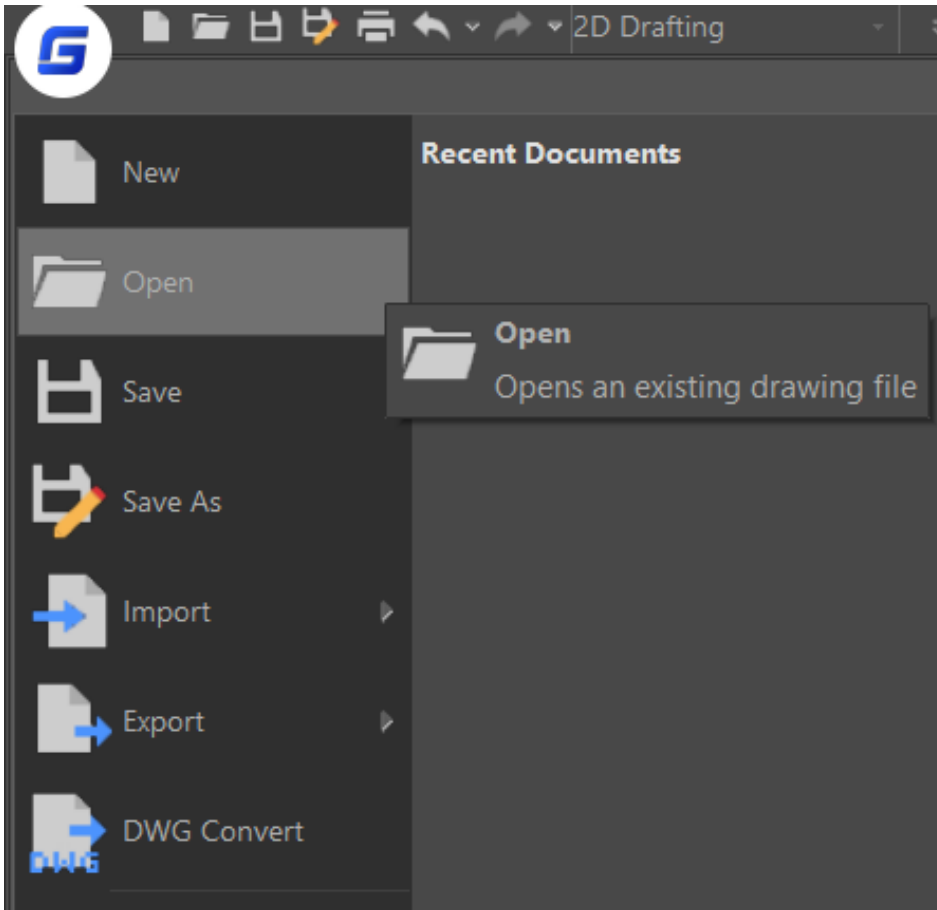 2D Drafting
New
Recent Documents
Open
Open
Opens an existing drawing file
Save
Save As
Import
Export
DWG Convert
DWG